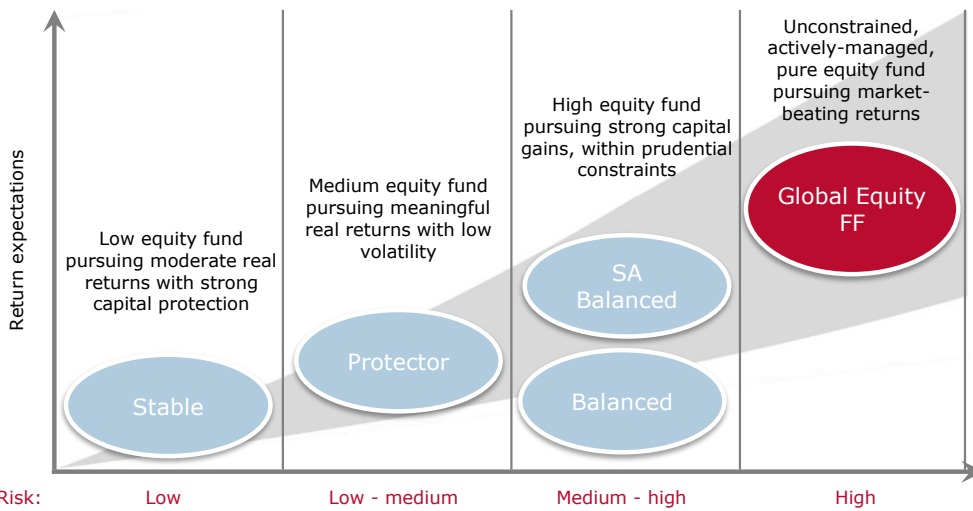 Return expectations
Low equity fund
pursuing moderate real
returns with strong
capital protection
Stable
Medium equity fund
pursuing meaningful
real returns with low
volatility
Protector
High equity fund
pursuing strong capital
gains, within prudential
constraints
SA
Balanced
Balanced
Unconstrained,
actively-managed,
pure equity fund
pursuing market-
beating returns
Global Equity
FF
Risk:
Low
Low - medium
Medium - high
High